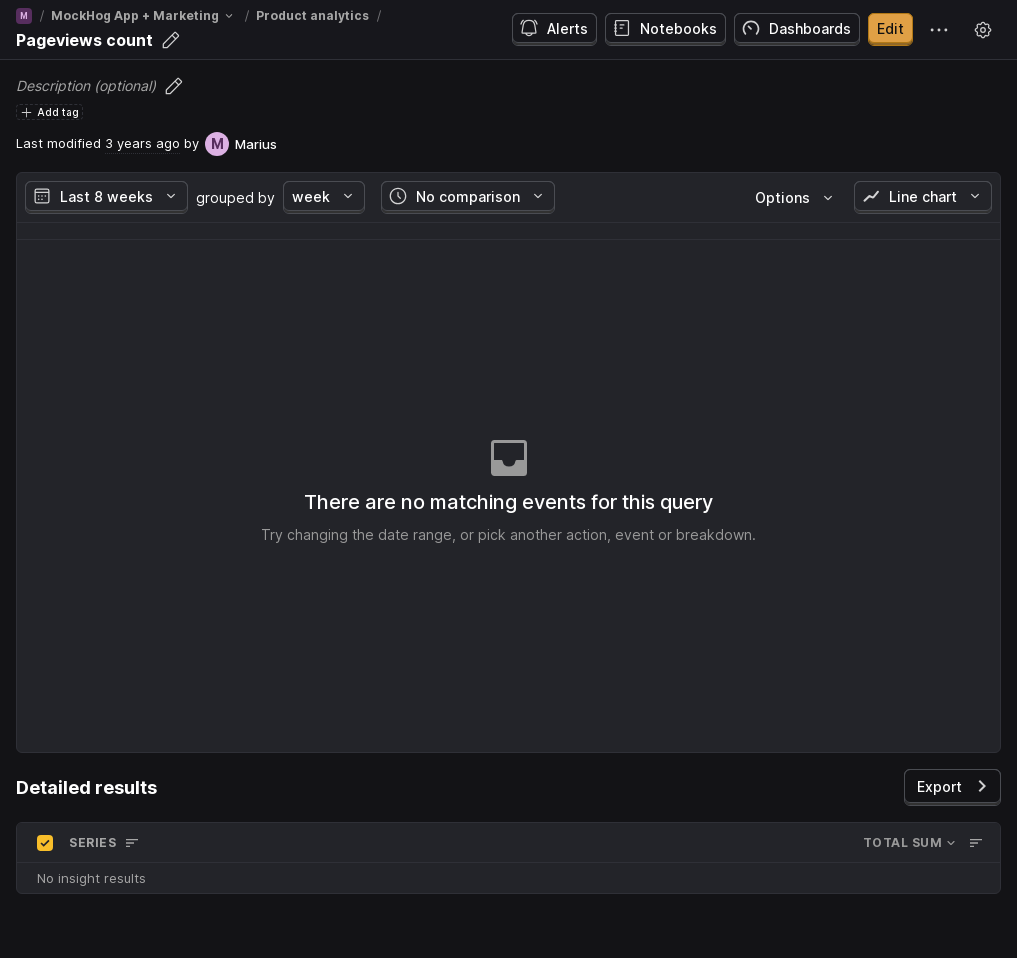 M / MockHog App + Marketing / Product analytics /
Pageviews count
Alerts Notebooks Dashboards Edit
Description (optional)
Add tag
Last modified 3 years ago by M Marius
Last 8 weeks grouped by week No comparison Options Line chart
There are no matching events for this query
Try changing the date range, or pick another action, event or breakdown.
Detailed results
Export
SERIES TOTAL SUM
No insight results